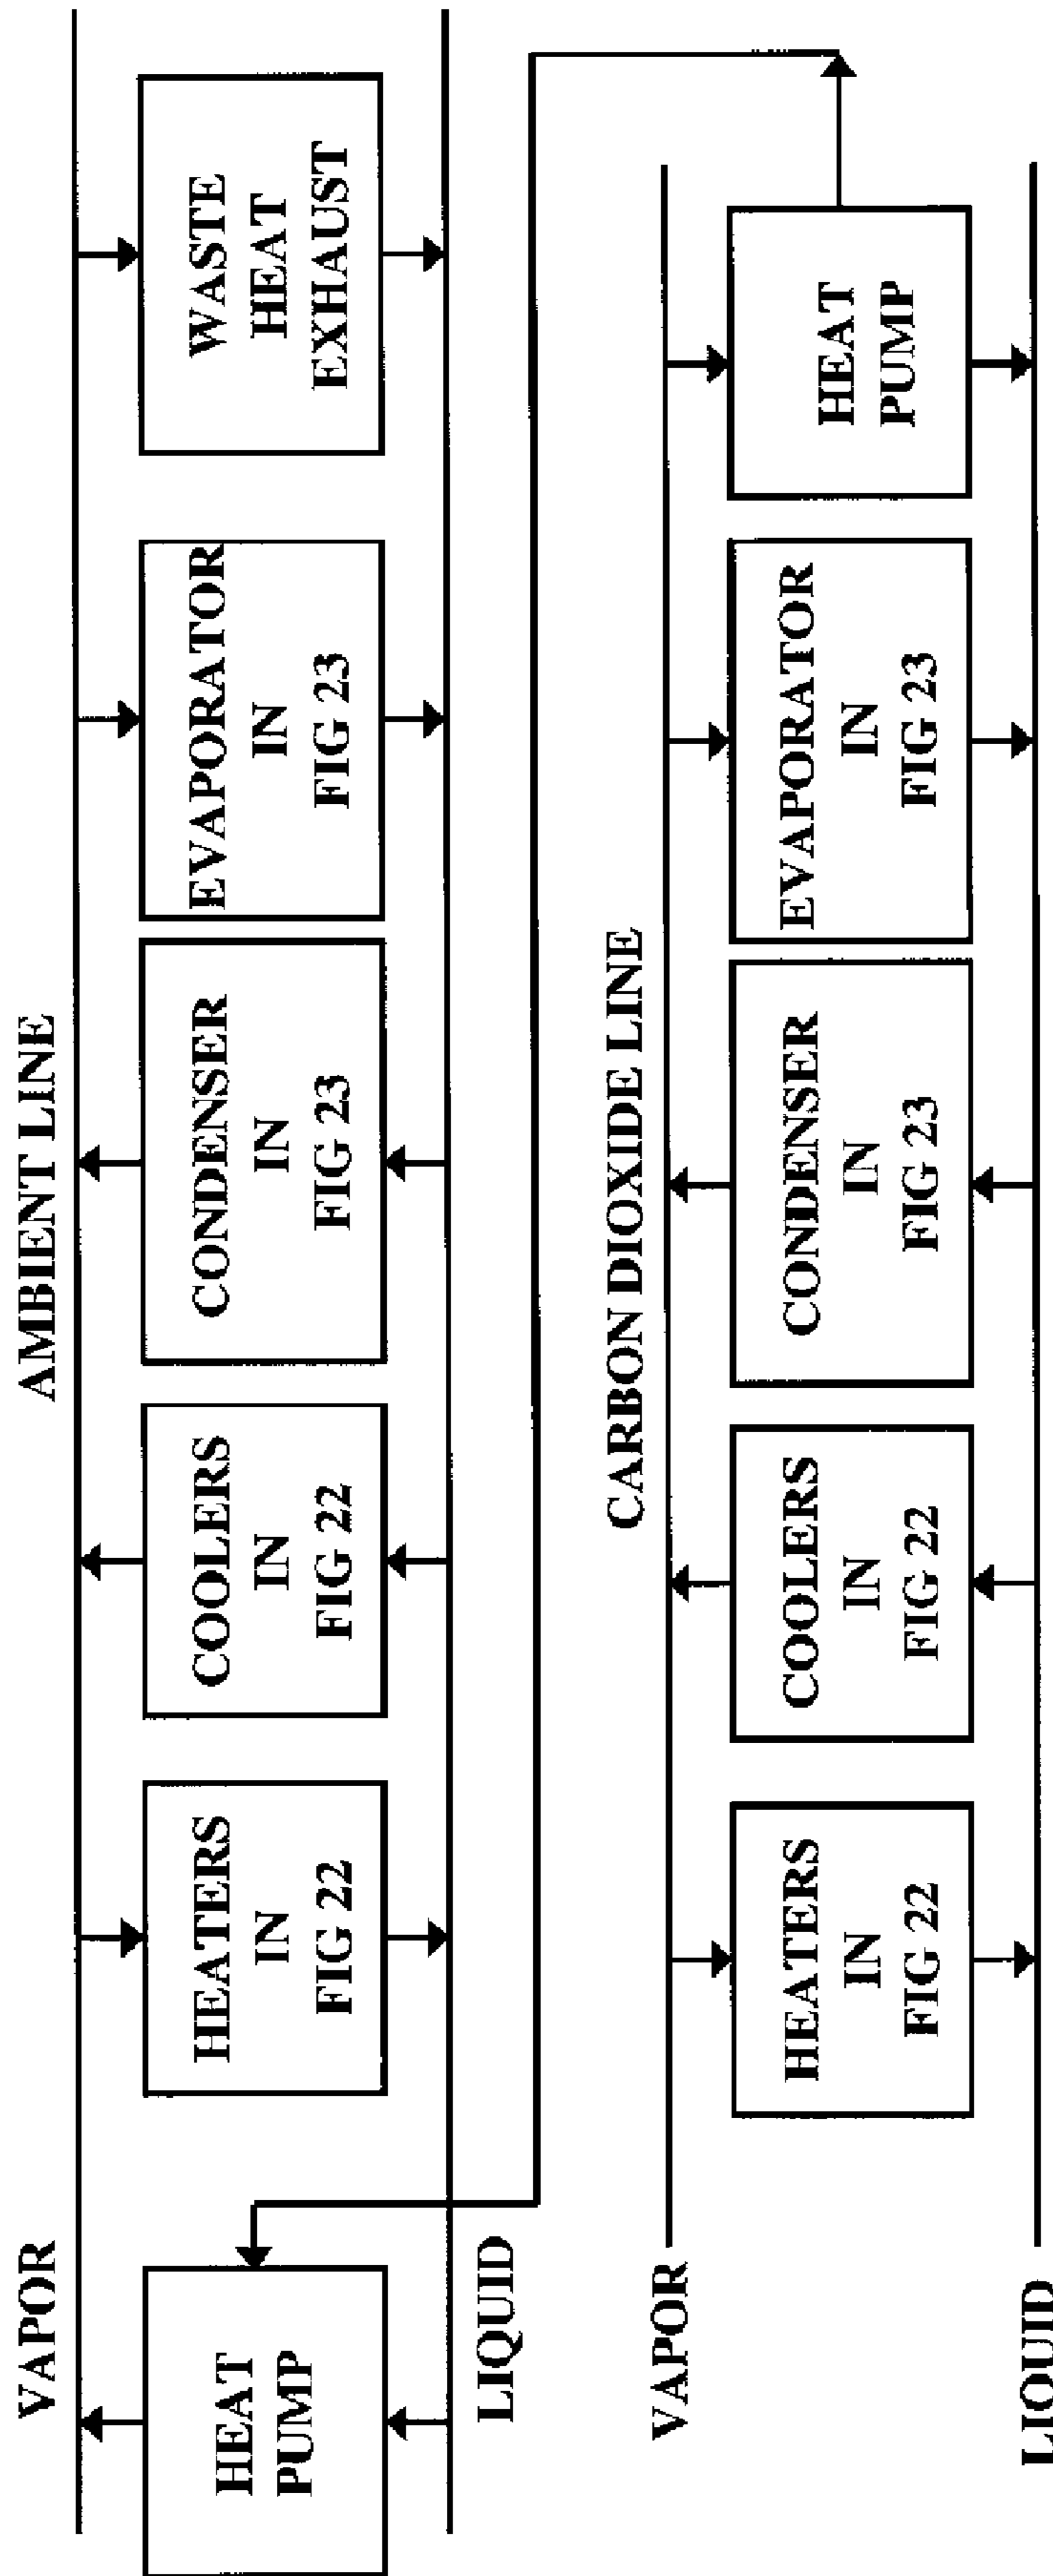 AMBIENT LINE
VAPOR
HEAT
PUMP
HEATERS
IN
FIG 22
COOLERS
IN
FIG 22
CONDENSER
IN
FIG 23
EVAPORATOR
IN
FIG 23
WASTE
HEAT
EXHAUST
LIQUID
CARBON DIOXIDE LINE
VAPOR
HEATERS
IN
FIG 22
COOLERS
IN
FIG 22
CONDENSER
IN
FIG 23
EVAPORATOR
IN
FIG 23
HEAT
PUMP
LIQUID